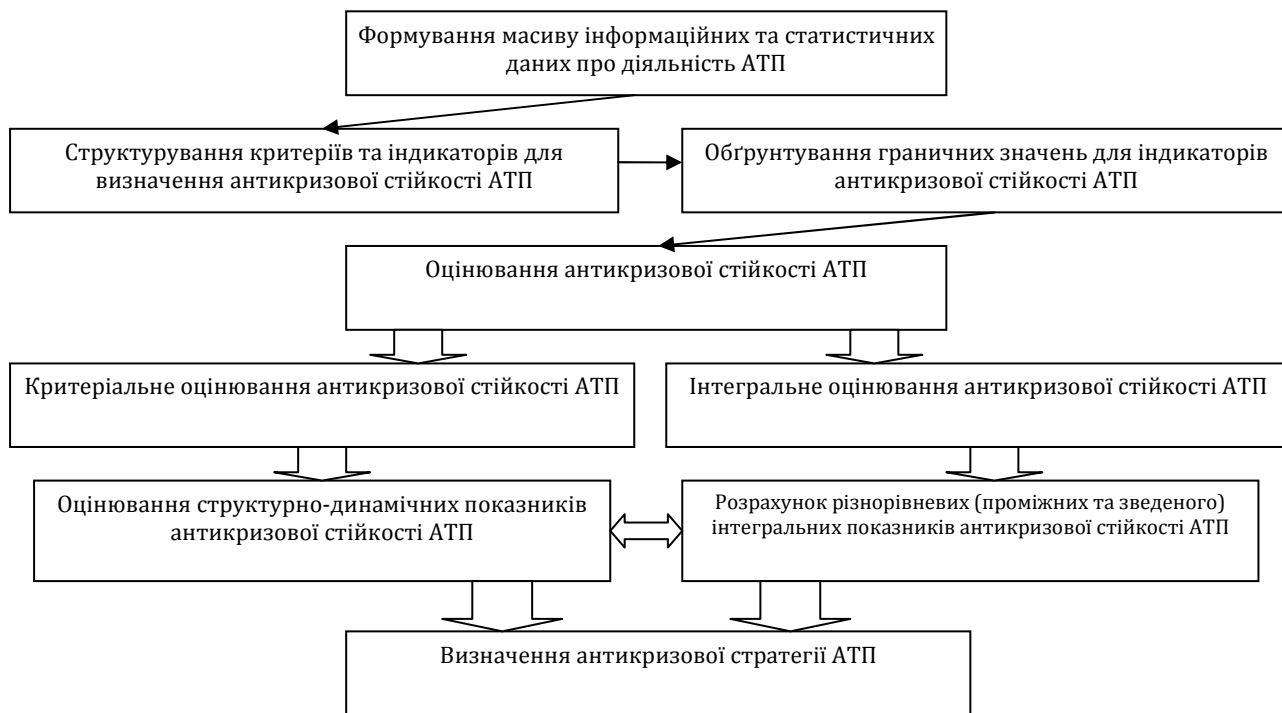 Формування масиву інформаційних та статистичних
даних про діяльність АТП
Структурування критеріїв та індикаторів для
визначення антикризової стійкості АТП
Обґрунтування граничних значень для індикаторів
антикризової стійкості АТП
Оцінювання антикризової стійкості АТП
Критеріальне оцінювання антикризової стійкості АТП
Інтегральне оцінювання антикризової стійкості АТП
Оцінювання структурно-динамічних показників
антикризової стійкості АТП
Розрахунок різнорівневих (проміжних та зведеного)
інтегральних показників антикризової стійкості АТП
Визначення антикризової стратегії АТП